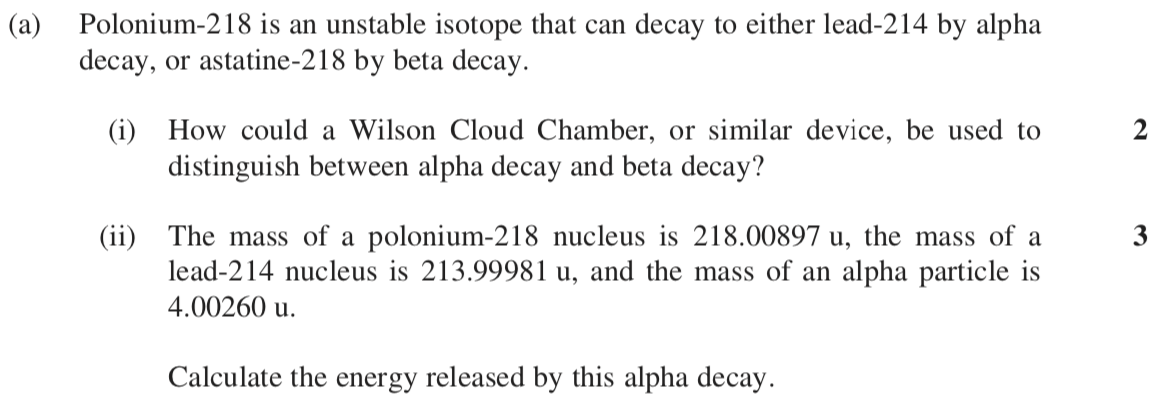 (a) Polonium-218 is an unstable isotope that can decay to either lead-214 by alpha
decay, or astatine-218 by beta decay.
(i) How could a Wilson Cloud Chamber, or similar device, be used to 2
distinguish between alpha decay and beta decay?
(ii) The mass of a polonium-218 nucleus is 218.00897 u, the mass of a 3
lead-214 nucleus is 213.99981 u, and the mass of an alpha particle is
4.00260 u.
Calculate the energy released by this alpha decay.